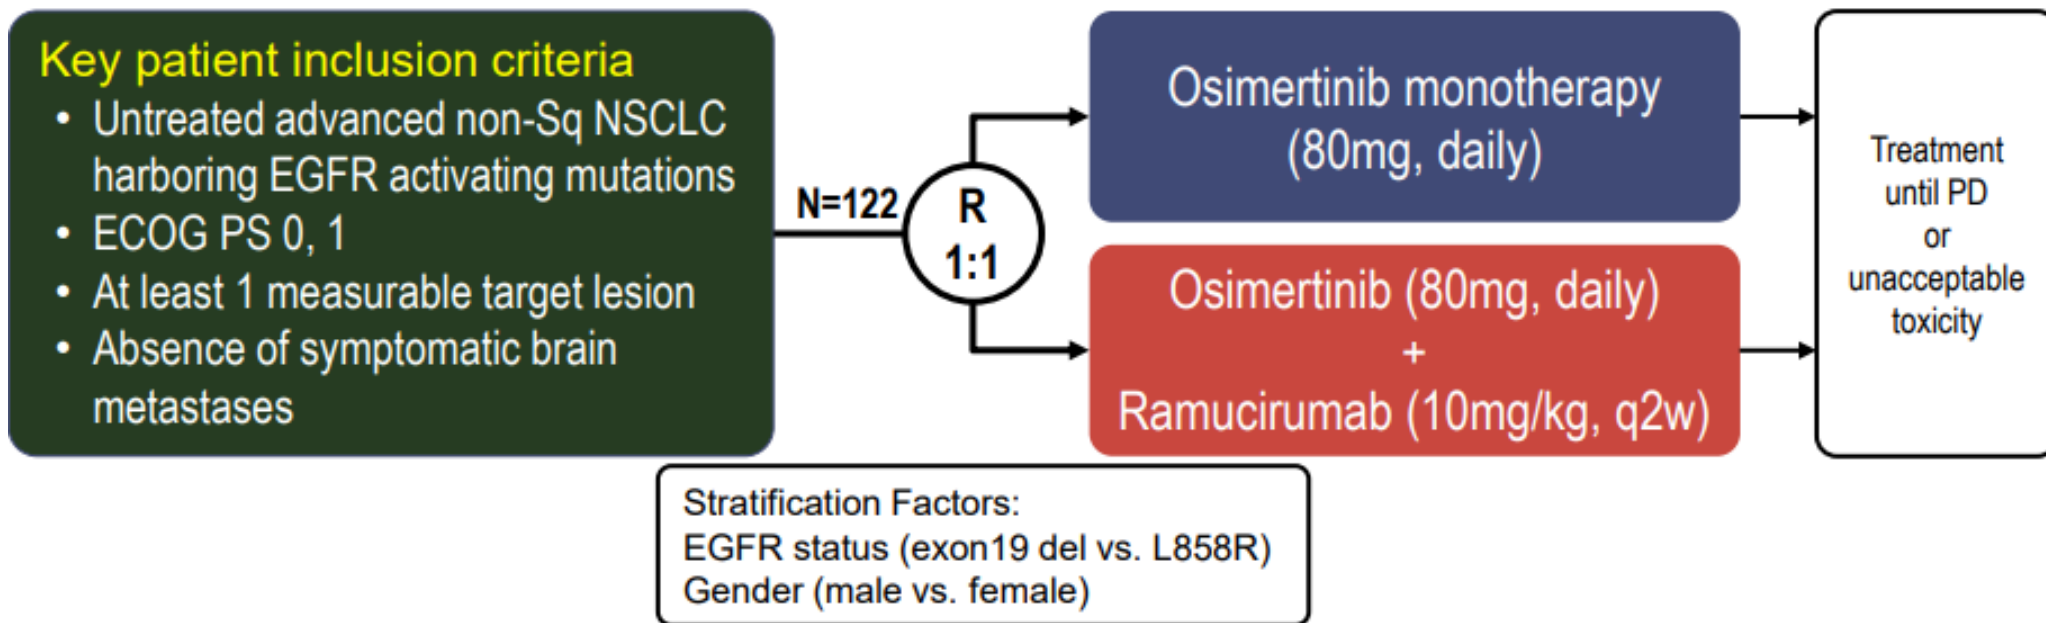 Key patient inclusion criteria
• Untreated advanced non-Sq NSCLC
harboring EGFR activating mutations
• ECOG PS 0, 1
• At least 1 measurable target lesion
• Absence of symptomatic brain
metastases
N=122
R
1:1
Osimertinib monotherapy
(80mg, daily)
Osimertinib (80mg, daily)
+
Ramucirumab (10mg/kg, q2w)
Treatment
until PD
or
unacceptable
toxicity
Stratification Factors:
EGFR status (exon19 del vs. L858R)
Gender (male vs. female)